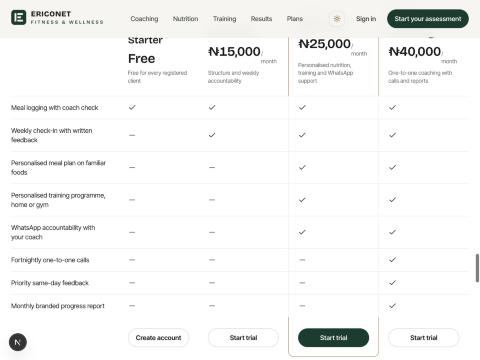 ERICONET
FITNESS & WELLNESS
Coaching
Nutrition
Training
Results
Plans
Sign in
Start your assessment
Starter
Free
Free for every registered
client
₦15,000/
month
Structure and weekly
accountability
₦25,000/
month
Personalised nutrition,
training and WhatsApp
support
₦40,000/
month
One-to-one coaching with
calls and reports
Meal logging with coach check
Weekly check-in with written
feedback
Personalised meal plan on familiar
foods
Personalised training programme,
home or gym
WhatsApp accountability with
your coach
Fortnightly one-to-one calls
Priority same-day feedback
Monthly branded progress report
N
Create account
Start trial
Start trial
Start trial